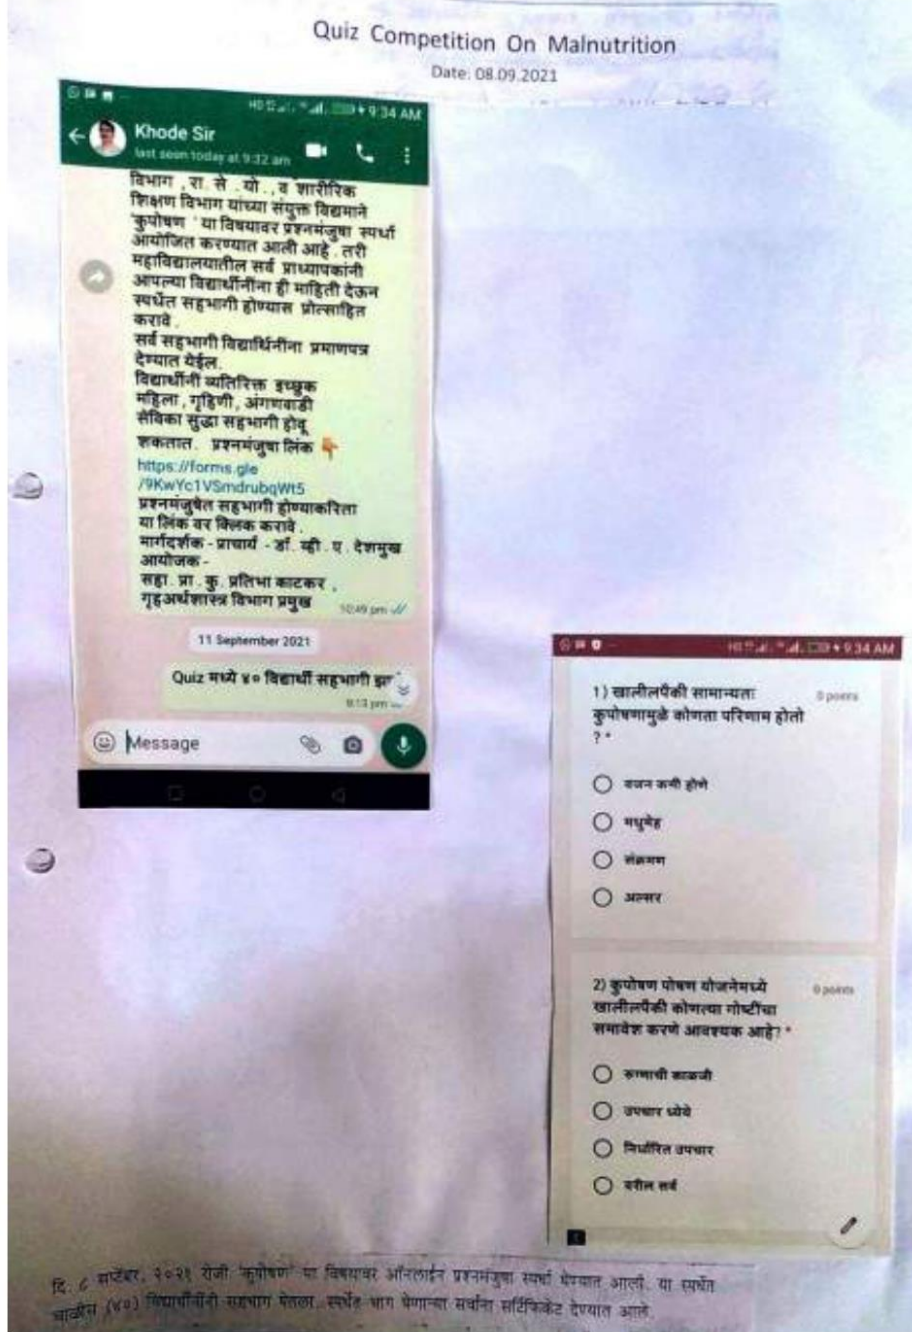 Quiz Competition On Malnutrition
Date: 08.09.2021
9:34 AM
Khode Sir
last seen today at 9:32 am
विभाग , रा. से . यो . , व शारीरिक
शिक्षण विभाग यांच्या संयुक्त विद्यमाने
'कुपोषण ' या विषयावर प्रश्नमंजुषा स्पर्धा
आयोजित करण्यात आली आहे . तरी
महाविद्यालयातील सर्व प्राध्यापकांनी
आपल्या विद्यार्थीनींना ही माहिती देऊन
स्पर्धेत सहभागी होण्यास प्रोत्साहित
करावे .
सर्व सहभागी विद्यार्थिनींना प्रमाणपत्र
देण्यात येईल.
विद्यार्थीनीं व्यतिरिक्त इच्छुक
महिला , गृहिणी , अंगणवाडी
सेविका सुद्धा सहभागी होवू
शकतात. प्रश्नमंजुषा लिंक 👇
https://forms.gle
/9KwYc1VSmdrubqWt5
प्रश्नमंजुषेत सहभागी होण्याकरिता
या लिंक वर क्लिक करावे .
मार्गदर्शक - प्राचार्य - डॉ. व्ही . ए . देशमुख
आयोजक -
सहा . प्रा . कु . प्रतिभा काटकर ,
गृहअर्थशास्त्र विभाग प्रमुख
10:49 pm
11 September 2021
Quiz मध्ये ४० विद्यार्थी सहभागी
9:13 pm
Message
9:34 AM
1) खालीलपैकी सामान्यतः
0 points
कुपोषणामुळे कोणता परिणाम होतो
? *
वजन कमी होणे
मधुमेह
संक्रमण
अल्सर
2) कुपोषण पोषण योजनेमध्ये
0 points
खालीलपैकी कोणत्या गोष्टींचा
समावेश करणे आवश्यक आहे? *
रुग्णाची काळजी
उपचार ध्येये
निर्धारित उपचार
वरील सर्व
दि. ८ सप्टेंबर, २०२१ रोजी 'कुपोषण' या विषयावर ऑनलाईन प्रश्नमंजुषा स्पर्धा घेण्यात आली. या स्पर्धेत
चाळीस (४०) विद्यार्थीनींनी सहभाग घेतला. स्पर्धेत भाग घेणाऱ्या सर्वांना सर्टिफिकेट देण्यात आले.